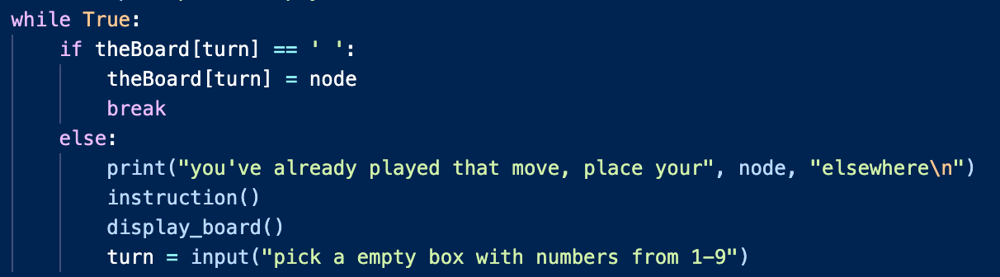 while True:
if theBoard[turn] == ' ':
theBoard[turn] = node
break
else:
print("you've already played that move, place your", node, "elsewhere\n")
instruction()
display_board()
turn = input("pick a empty box with numbers from 1-9")